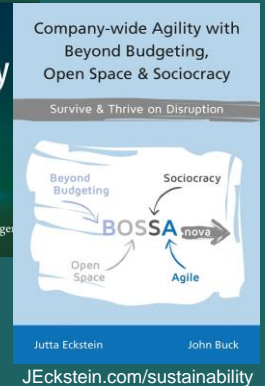 Company-wide Agility with
Beyond Budgeting,
Open Space & Sociocracy
Survive & Thrive on Disruption
Beyond
Budgeting
Sociocracy
BOSSA nova
Open
Space
Agile
Jutta Eckstein
John Buck
JEckstein.com/sustainability